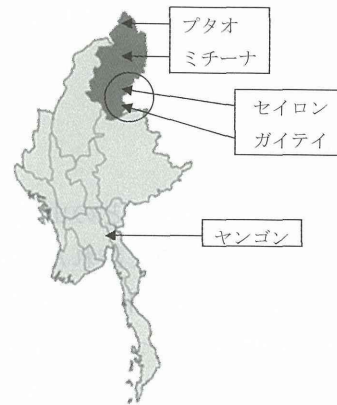 プタオ
ミチーナ
セイロン
ガイテイ
ヤンゴン